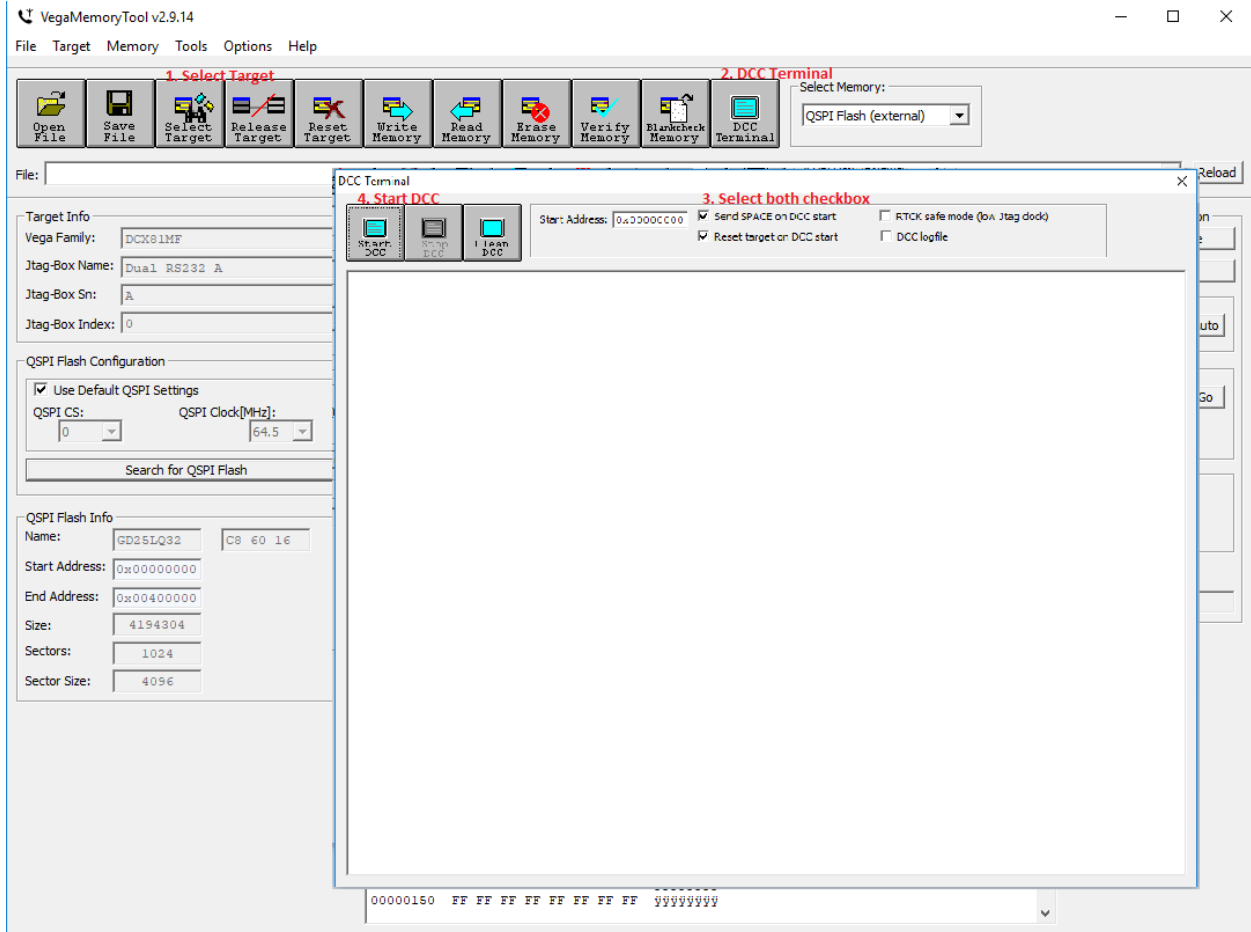 VegaMemoryTool v2.9.14
File Target Memory Tools Options Help
1. Select Target
2. DCC Terminal
Open File
Save File
Select Target
Release Target
Reset Target
Write Memory
Read Memory
Erase Memory
Verify Memory
Blankcheck Memory
DCC Terminal
Select Memory:
QSPI Flash (external)
File:
Reload
DCC Terminal
4. Start DCC
3. Select both checkbox
Start DCC
Stop DCC
Clean DCC
Start Address:
Send SPACE on DCC start
RTCK safe mode (low Jtag clock)
Reset target on DCC start
DCC logfile
Target Info
Vega Family: DCX81MF
Jtag-Box Name: Dual RS232 A
Jtag-Box Sn: A
Jtag-Box Index: 0
QSPI Flash Configuration
Use Default QSPI Settings
QSPI CS: QSPI Clock[MHz]:
0 64.5
Search for QSPI Flash
QSPI Flash Info
Name: GD25LQ32 C8 60 16
Start Address: 0x00000000
End Address: 0x00400000
Size: 4194304
Sectors: 1024
Sector Size: 4096
on
uto
Go
00000150 FF FF FF FF FF FF FF FF ÿÿÿÿÿÿÿÿ